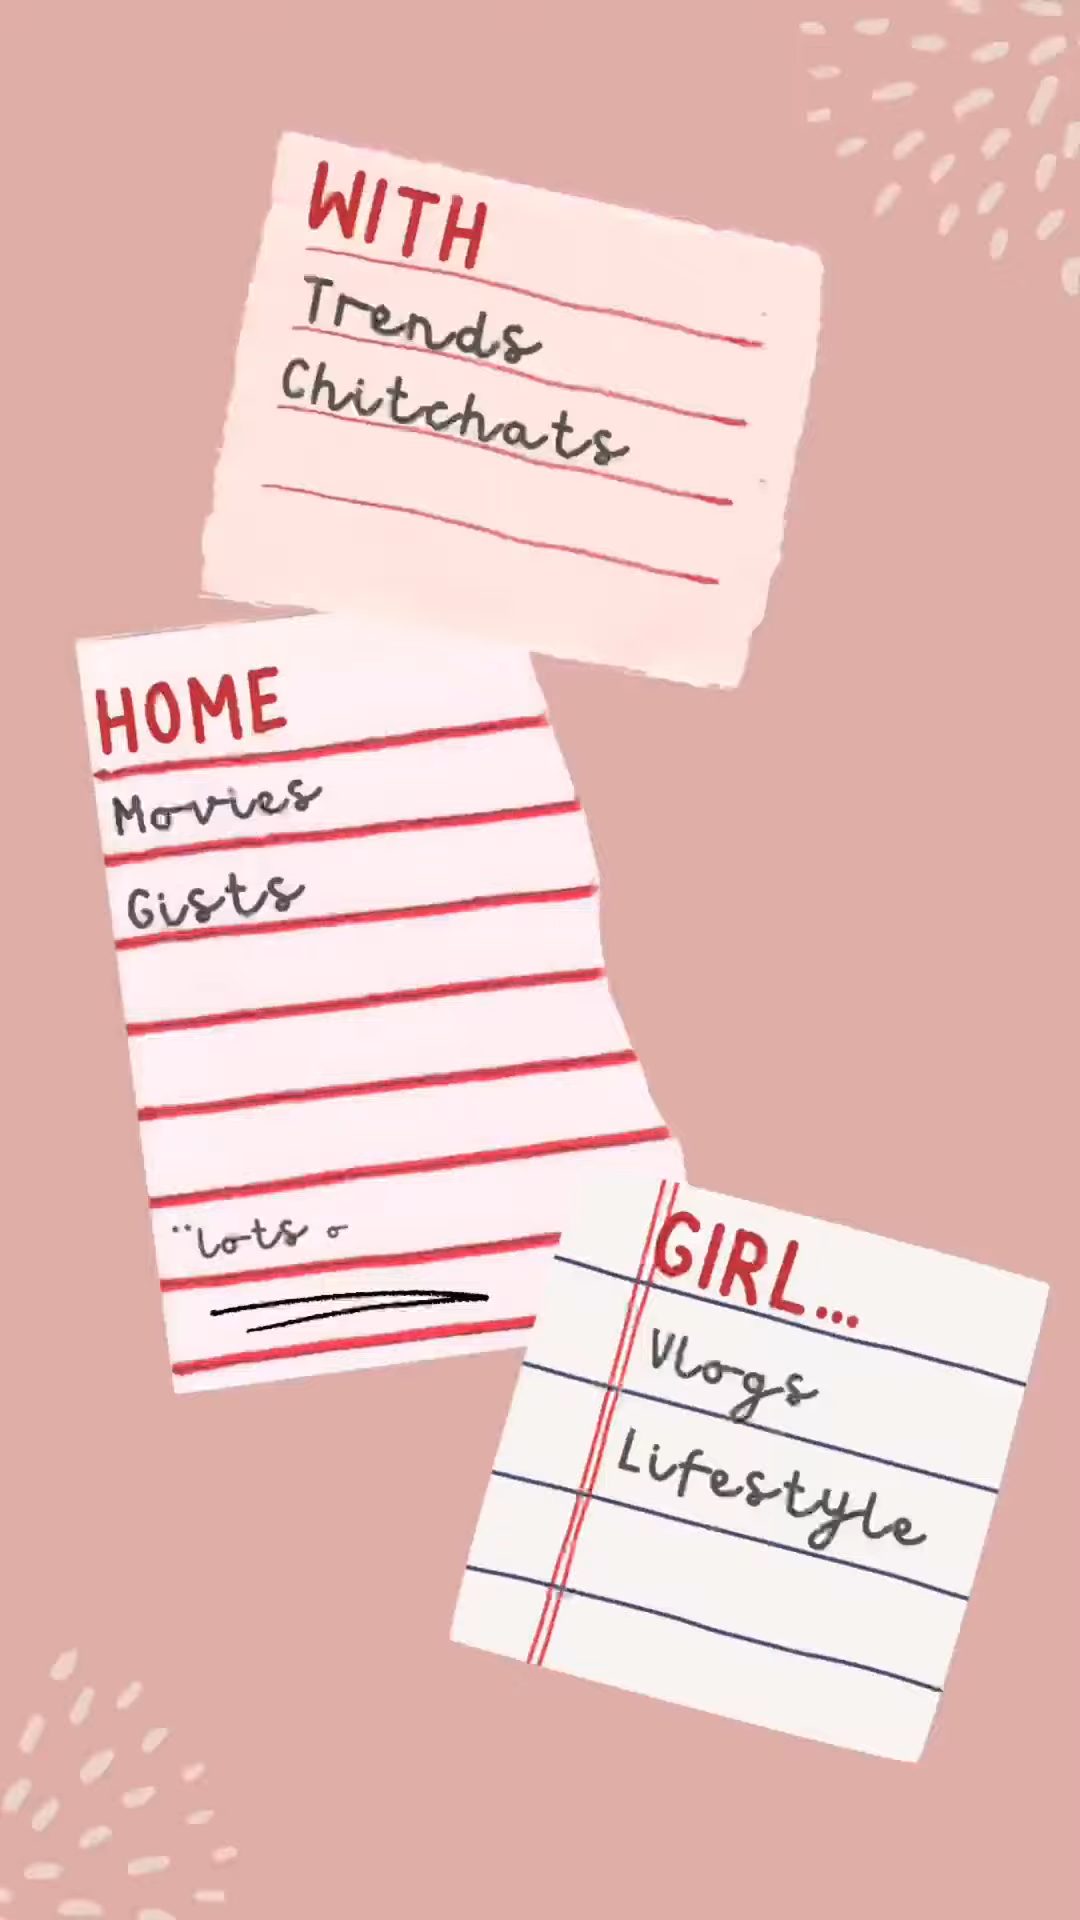 WITH
Trends
Chitchats
HOME
Movies
Gists
"lots o
GIRL...
Vlogs
Lifestyle